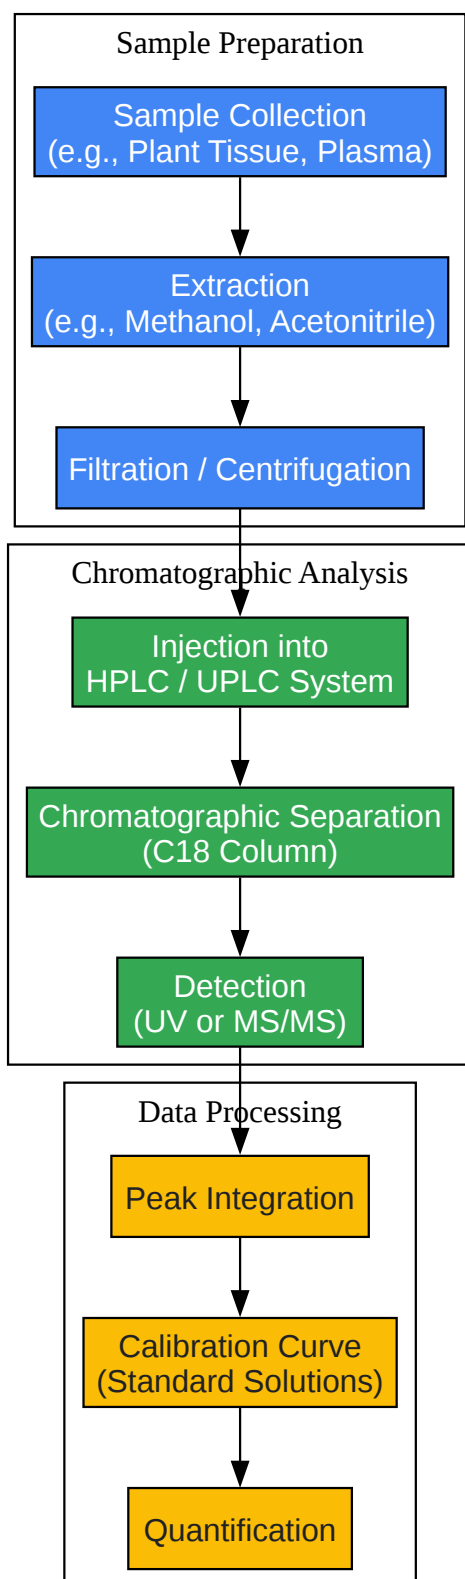 Sample Preparation
Sample Collection
(e.g., Plant Tissue, Plasma)
Extraction
(e.g., Methanol, Acetonitrile)
Filtration / Centrifugation
Chromatographic Analysis
Injection into
HPLC / UPLC System
Chromatographic Separation
(C18 Column)
Detection
(UV or MS/MS)
Data Processing
Peak Integration
Calibration Curve
(Standard Solutions)
Quantification